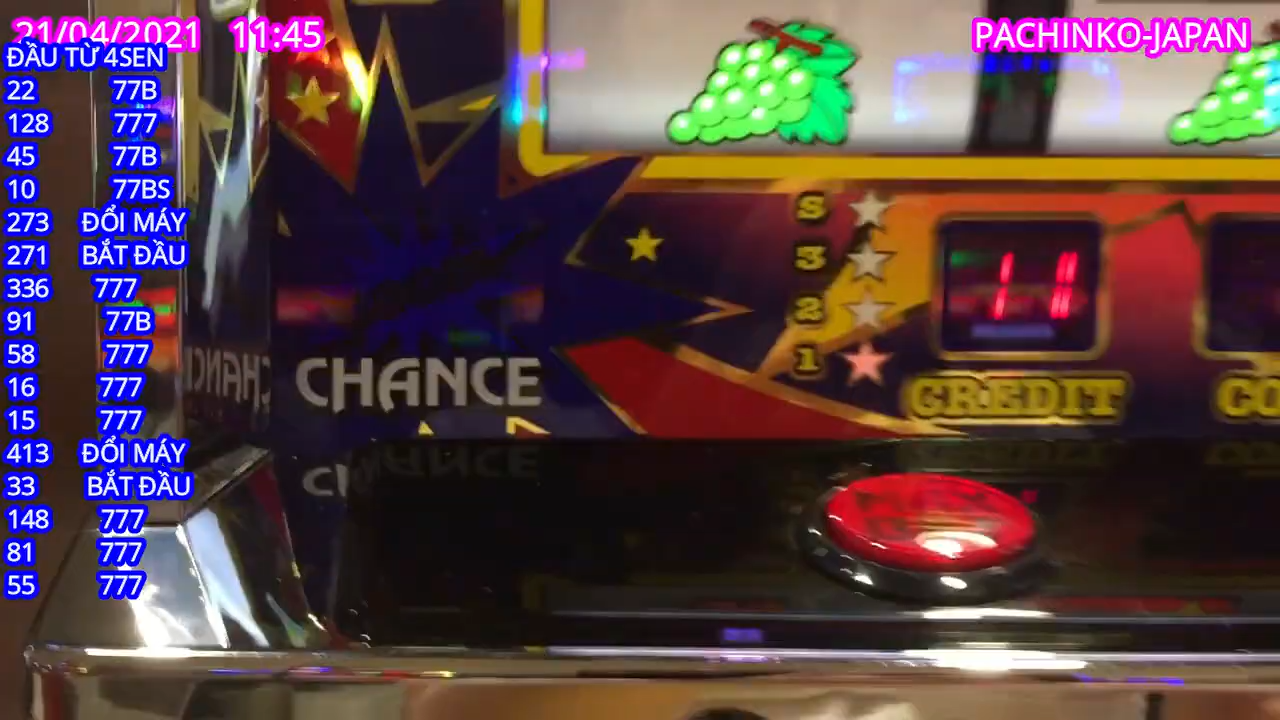 21/04/2021 11:45
PACHINKO-JAPAN
ĐẦU TỪ 4SEN
22 77B
128 777
45 77B
10 77BS
273 ĐỔI MÁY
271 BẮT ĐẦU
336 777
91 77B
58 777
16 777
15 777
413 ĐỔI MÁY
33 BẮT ĐẦU
148 777
81 777
55 777
S
3
2
1
CHANCE
CREDIT
CO